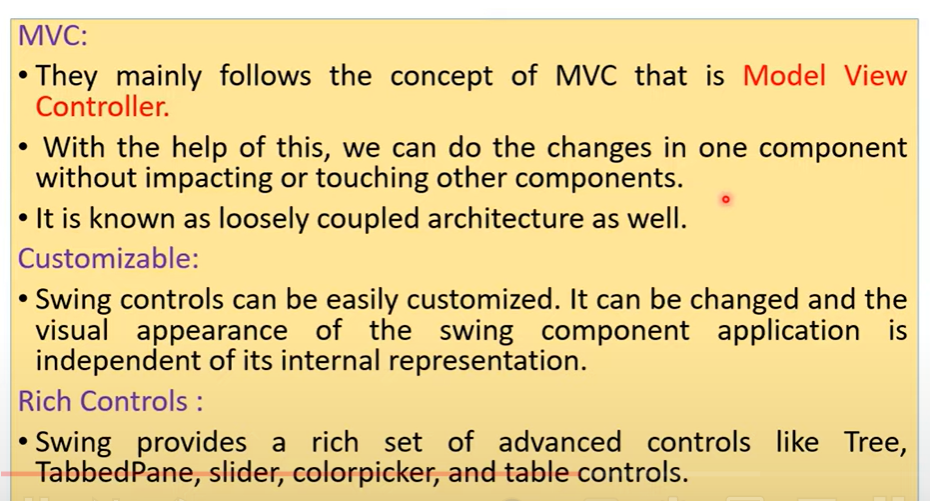 MVC:
• They mainly follows the concept of MVC that is Model View
Controller.
• With the help of this, we can do the changes in one component
without impacting or touching other components.
• It is known as loosely coupled architecture as well.
Customizable:
• Swing controls can be easily customized. It can be changed and the
visual appearance of the swing component application is
independent of its internal representation.
Rich Controls :
• Swing provides a rich set of advanced controls like Tree,
TabbedPane, slider, colorpicker, and table controls.